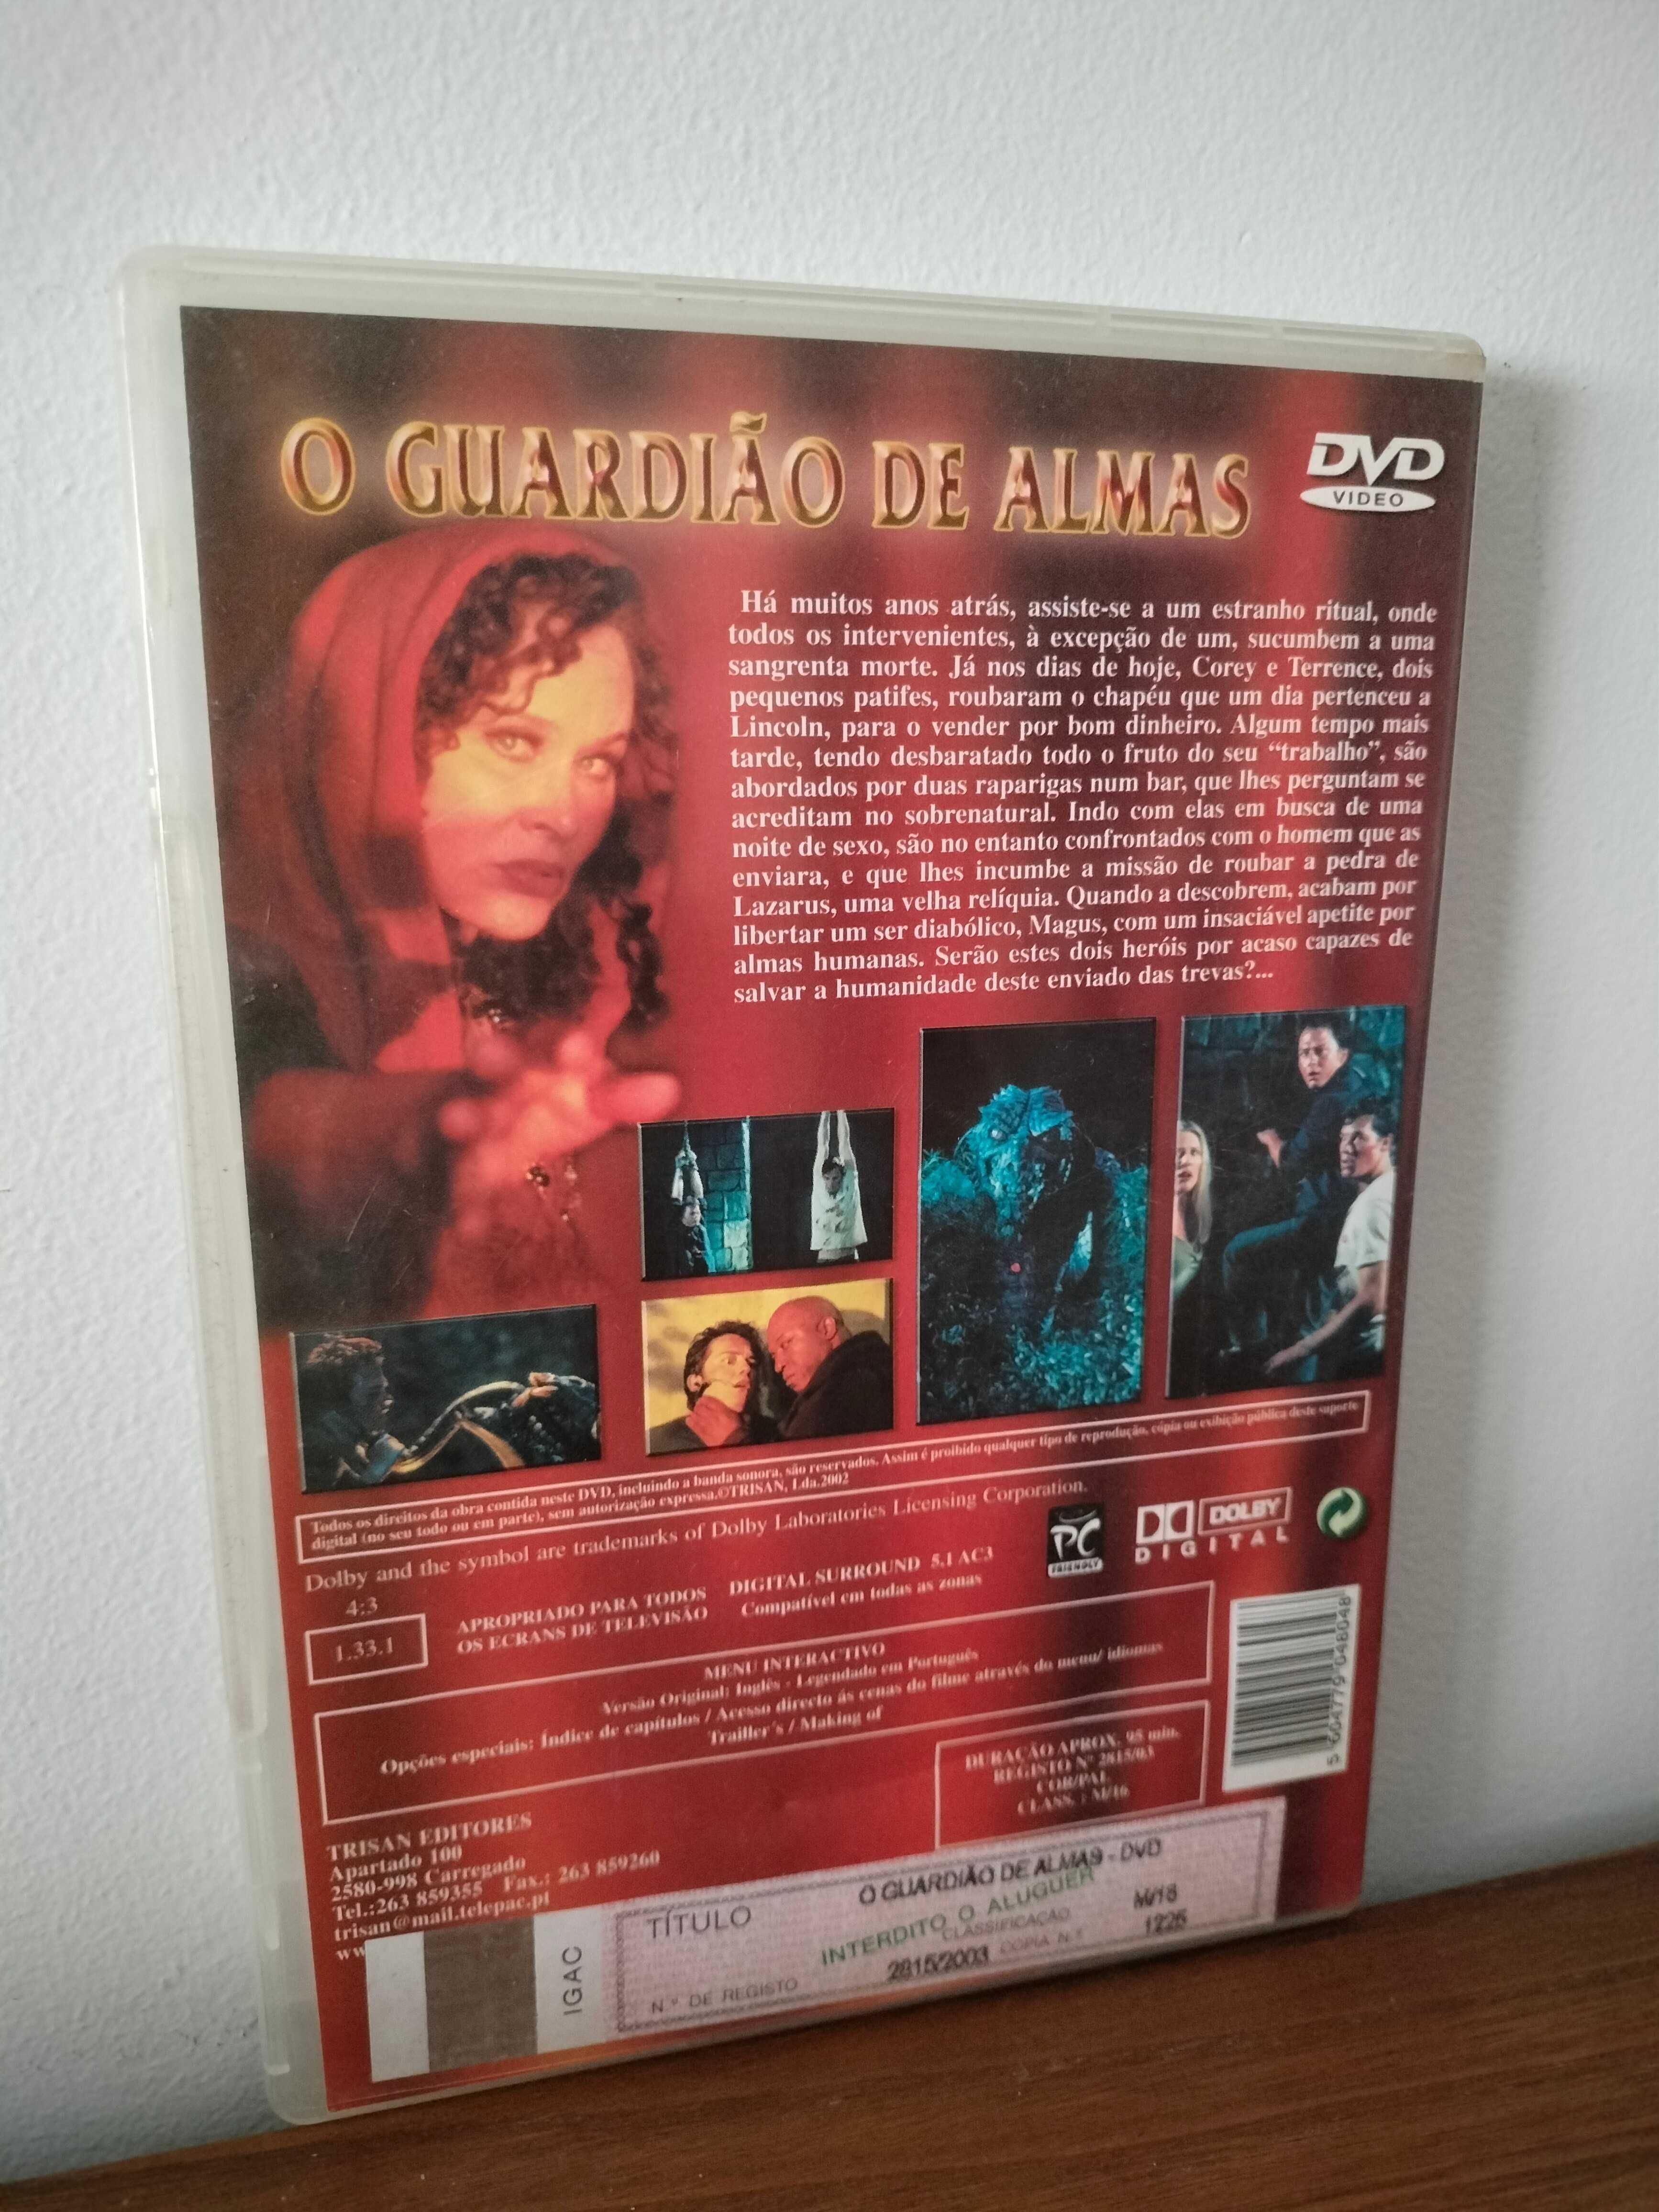 O GUARDIÃO DE ALMAS
DVD
VIDEO
Há muitos anos atrás, assiste-se a um estranho ritual, onde
todos os intervenientes, à excepção de um, sucumbem a uma
sangrenta morte. Já nos dias de hoje, Corey e Terrence, dois
pequenos patifes, roubaram o chapéu que um dia pertenceu a
Lincoln, para o vender por bom dinheiro. Algum tempo mais
tarde, tendo desbaratado todo o fruto do seu “trabalho”, são
abordados por duas raparigas num bar, que lhes perguntam se
acreditam no sobrenatural. Indo com elas em busca de uma
noite de sexo, são no entanto confrontados com o homem que as
enviara, e que lhes incumbe a missão de roubar a pedra de
Lazarus, uma velha relíquia. Quando a descobrem, acabam por
libertar um ser diabólico, Magus, com um insaciável apetite por
almas humanas. Serão estes dois heróis por acaso capazes de
salvar a humanidade deste enviado das trevas?...
Todos os direitos da obra contida neste DVD, incluindo a banda sonora, são reservados. Assim é proibido qualquer tipo de reprodução, cópia ou exibição pública deste suporte
digital (no seu todo ou em parte), sem autorização expressa.©TRISAN, Lda.2002
Dolby and the symbol are trademarks of Dolby Laboratories Licensing Corporation.
PC
FRIENDLY
DOLBY
DIGITAL
4:3
1.33.1
APROPRIADO PARA TODOS
OS ECRANS DE TELEVISÃO
DIGITAL SURROUND 5.1 AC3
Compatível em todas as zonas
MENU INTERACTIVO
Versão Original: Inglês - Legendado em Português
Opções especiais: Índice de capítulos / Acesso directo ás cenas do filme através do menu/ idiomas
Trailler's / Making of
DURAÇÃO APROX. 95 min.
REGISTO Nº 2815/03
COR/PAL
CLASS. : M/16
5 604779 048048
TRISAN EDITORES
Apartado 100
2580-998 Carregado
Tel.:263 859355 Fax.: 263 859260
trisan@mail.telepac.pt
ww
IGAC
TÍTULO
O GUARDIÃO DE ALMAS - DVD
INTERDITO O ALUGUER
CLASSIFICAÇÃO
N.º DE REGISTO
2815/2003
CÓPIA N.º
1226